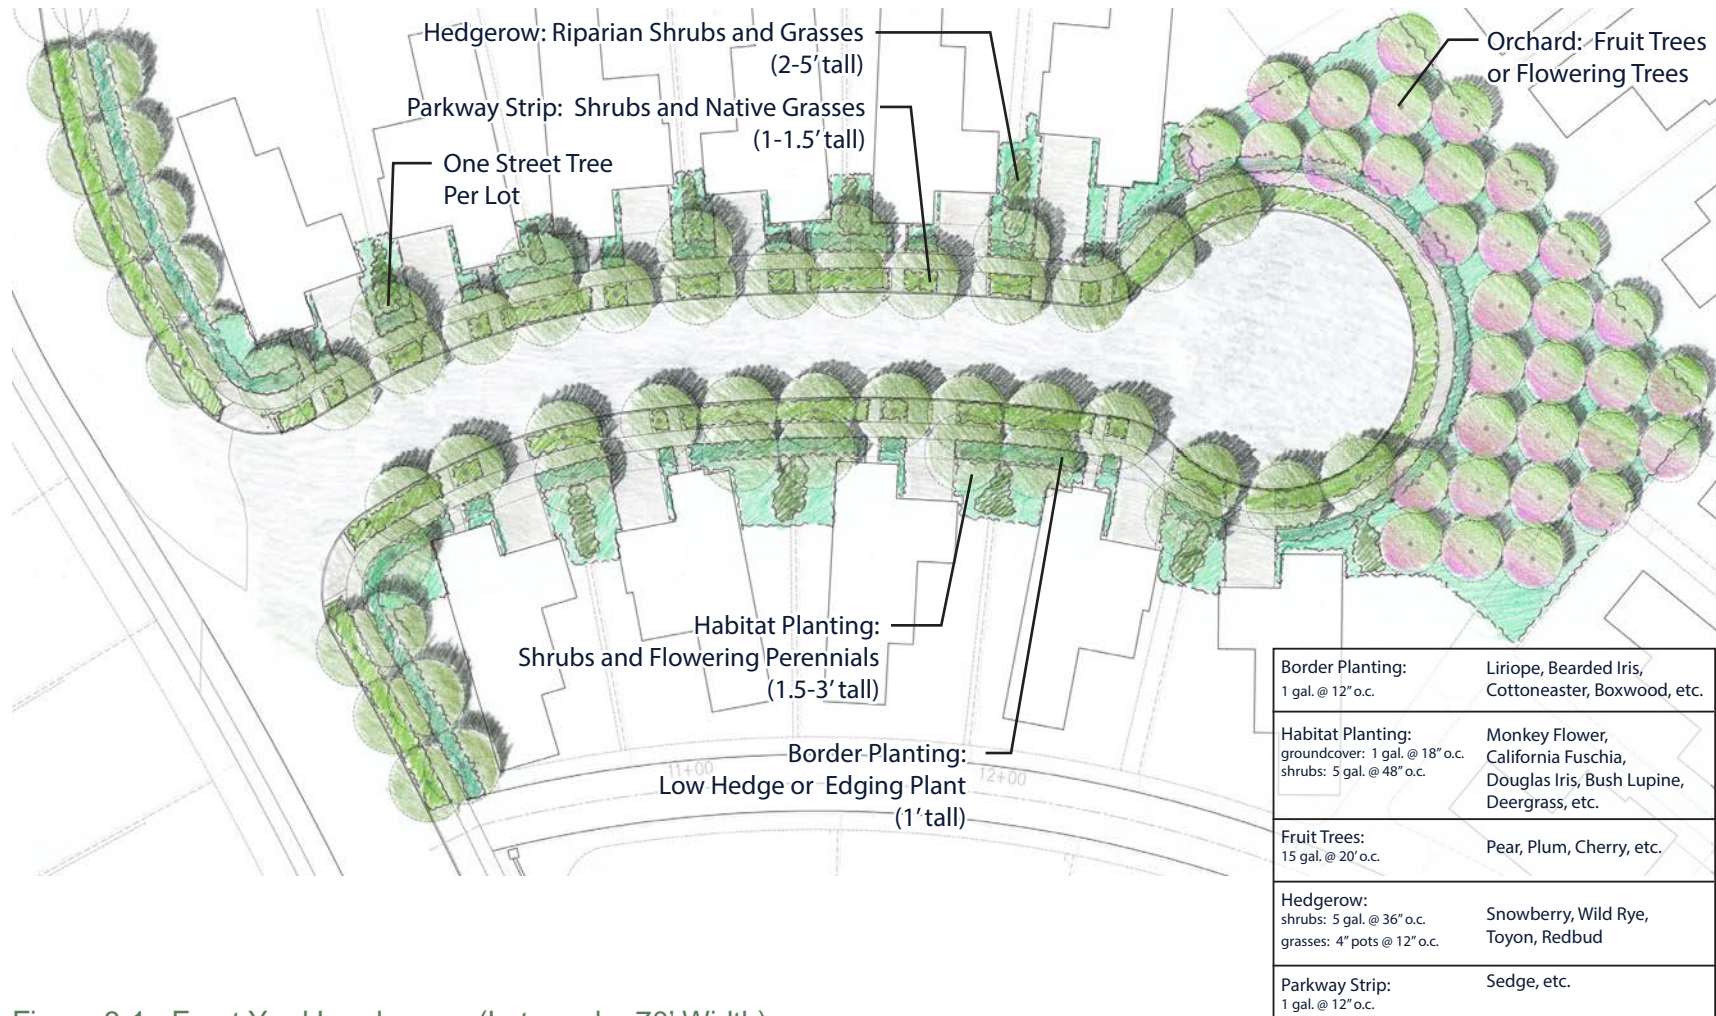 Hedgerow: Riparian Shrubs and Grasses
(2-5' tall)
Orchard: Fruit Trees
or Flowering Trees
Parkway Strip: Shrubs and Native Grasses
(1-1.5' tall)
One Street Tree
Per Lot
Habitat Planting:
Shrubs and Flowering Perennials
(1.5-3' tall)
Border Planting:
Low Hedge or Edging Plant
(1' tall)
11+00
12+00
Border Planting:
1 gal. @ 12" o.c.
Liriope, Bearded Iris,
Cottoneaster, Boxwood, etc.
Habitat Planting:
groundcover: 1 gal. @ 18" o.c.
shrubs: 5 gal. @ 48" o.c.
Monkey Flower,
California Fuschia,
Douglas Iris, Bush Lupine,
Deergrass, etc.
Fruit Trees:
15 gal. @ 20' o.c.
Pear, Plum, Cherry, etc.
Hedgerow:
shrubs: 5 gal. @ 36" o.c.
grasses: 4" pots @ 12" o.c.
Snowberry, Wild Rye,
Toyon, Redbud
Parkway Strip:
1 gal. @ 12" o.c.
Sedge, etc.